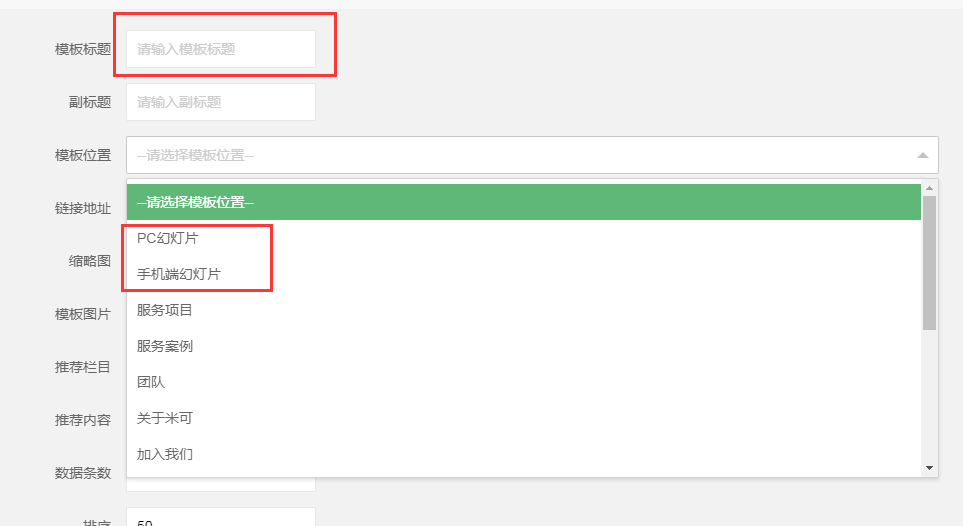 模板标题 请输入模板标题
副标题 请输入副标题
模板位置 --请选择模板位置--
--请选择模板位置--
链接地址
PC幻灯片
缩略图
手机端幻灯片
模板图片
服务项目
服务案例
推荐栏目
团队
推荐内容
关于米可
加入我们
数据条数
排序 50